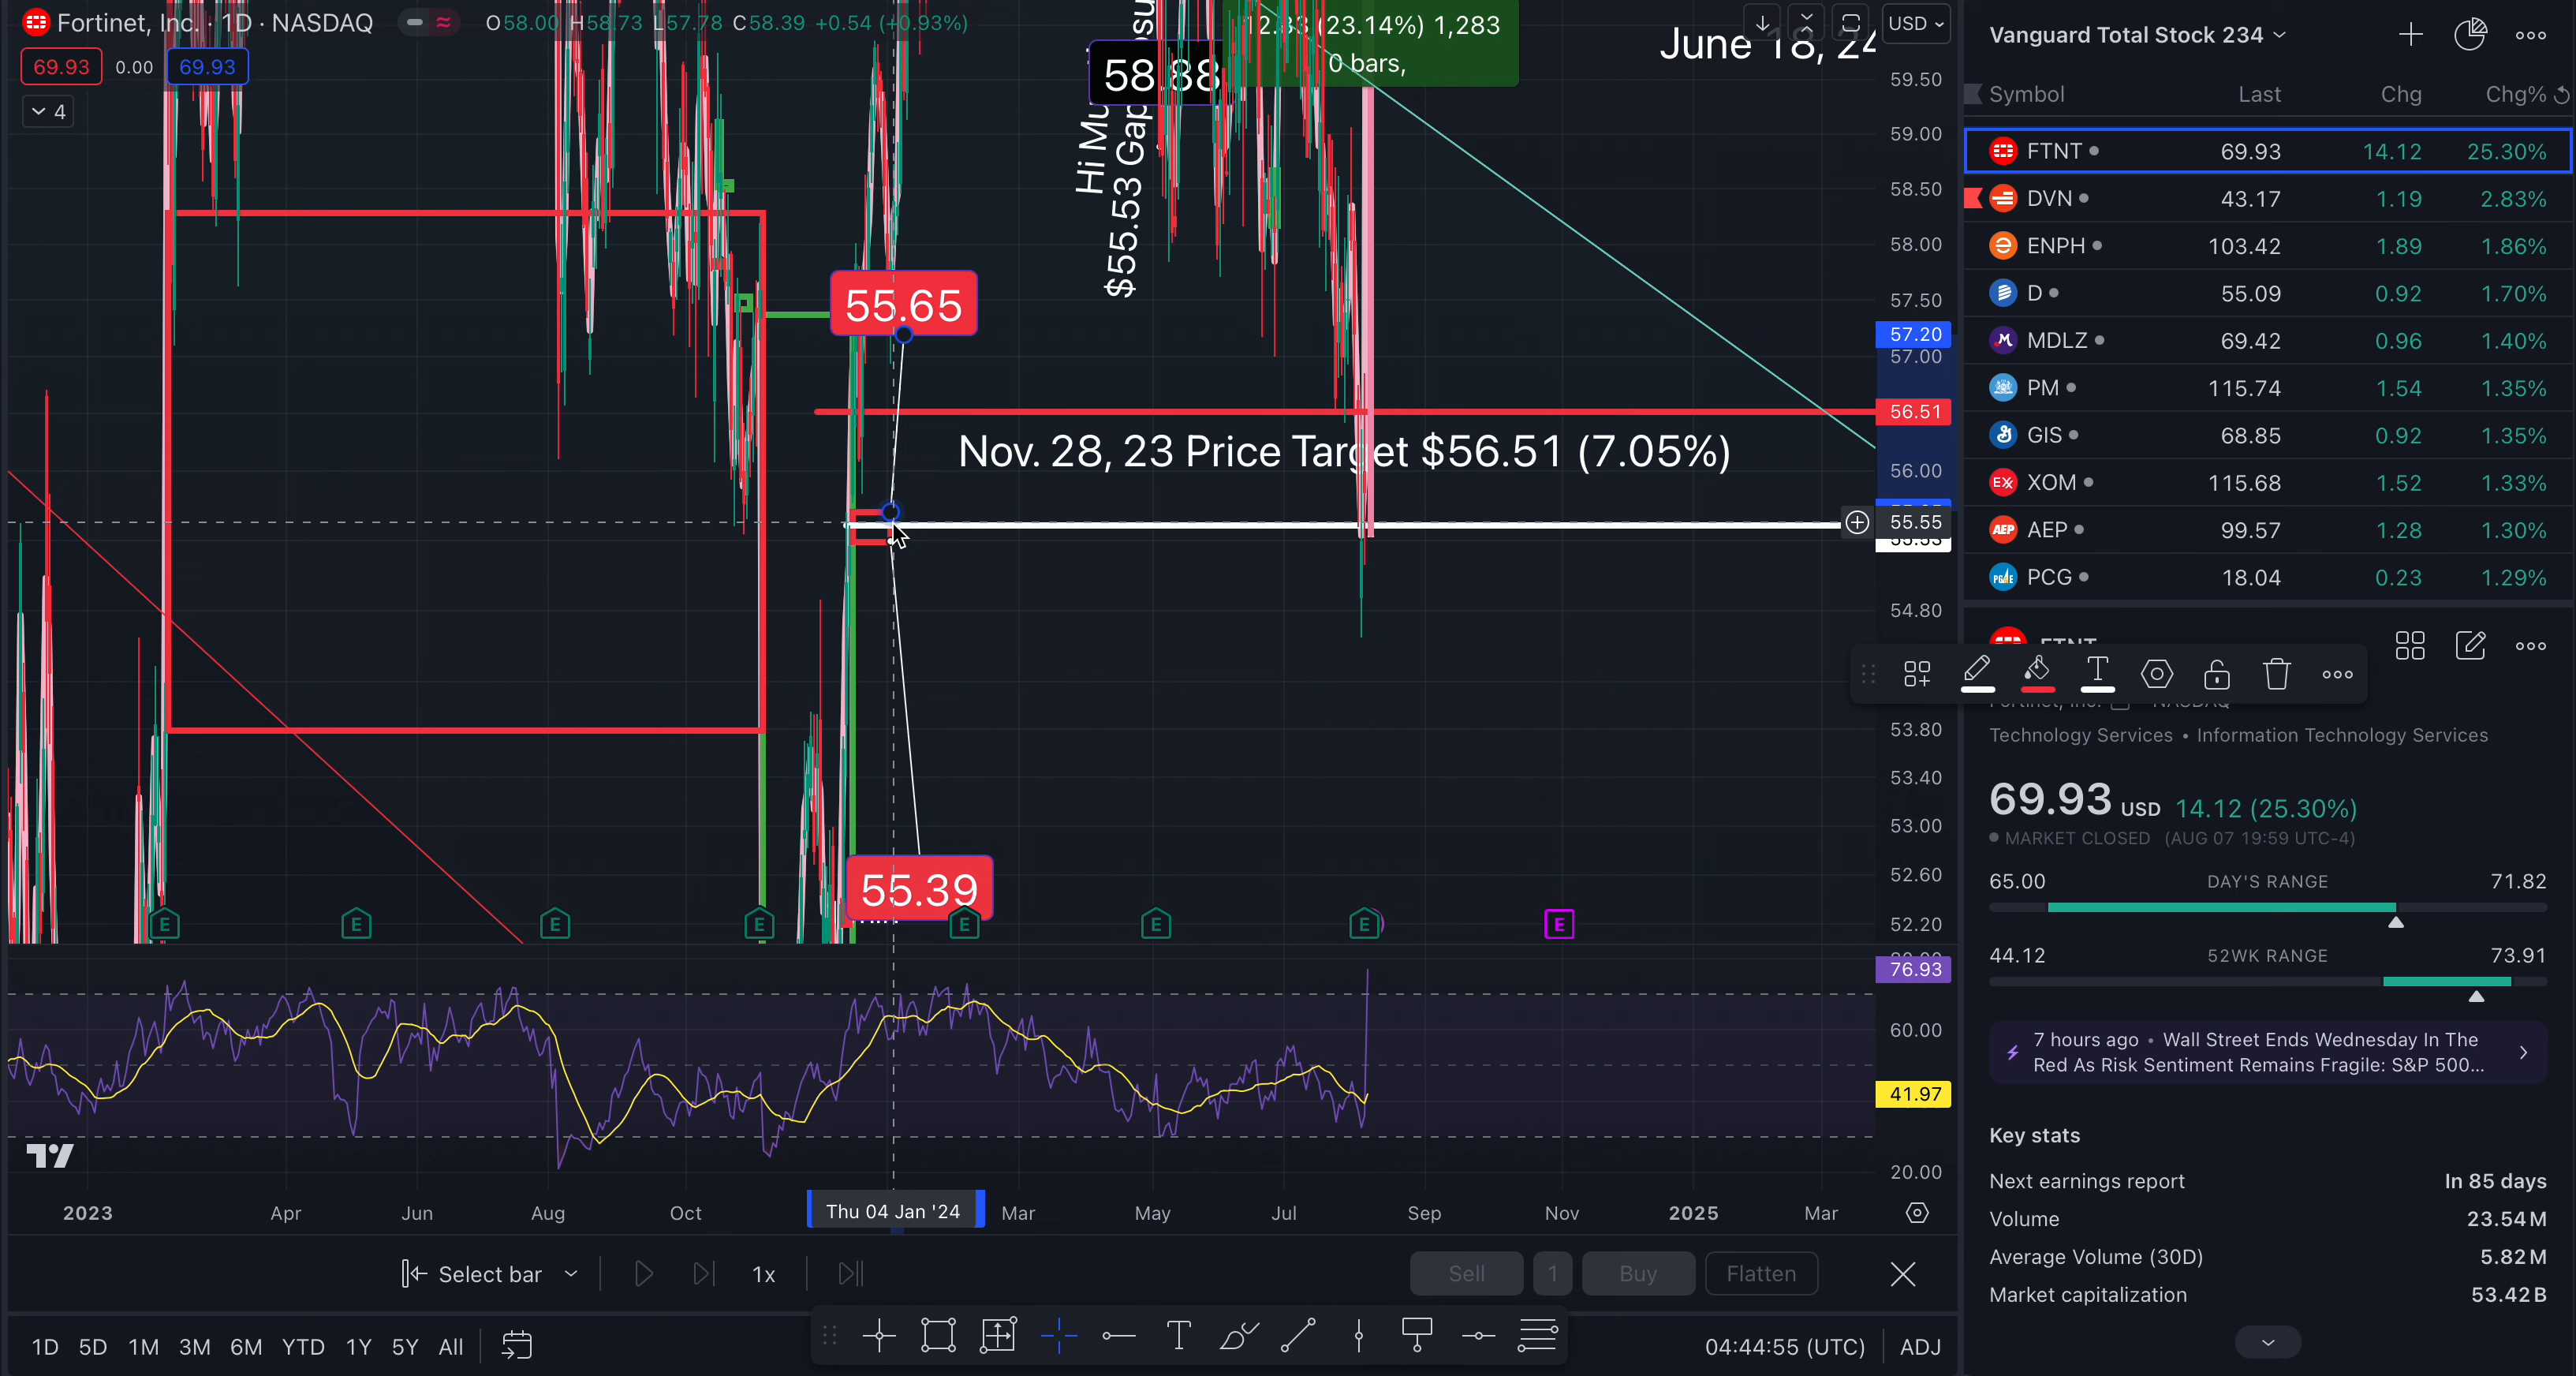 Fortinet, Inc. · 1D · NASDAQ
O58.00 H58.73 L57.78 C58.39 +0.54 (+0.93%)
69.93 0.00 69.93
4
12.83 (23.14%) 1,283
0 bars,
58.88
Hi
$55.53 Gap
June 18, 24
USD
59.50
59.00
58.50
58.00
57.50
57.20
57.00
56.51
56.00
55.55
55.53
54.80
53.80
53.40
53.00
52.60
52.20
55.65
Nov. 28, 23 Price Target $56.51 (7.05%)
55.39
E E E E E E E E
76.93
60.00
41.97
20.00
2023 Apr Jun Aug Oct Thu 04 Jan '24 Mar May Jul Sep Nov 2025 Mar
Select bar 1x
Sell 1 Buy Flatten
1D 5D 1M 3M 6M YTD 1Y 5Y All
04:44:55 (UTC) ADJ
Vanguard Total Stock 234
Symbol Last Chg Chg%
FTNT 69.93 14.12 25.30%
DVN 43.17 1.19 2.83%
ENPH 103.42 1.89 1.86%
D 55.09 0.92 1.70%
MDLZ 69.42 0.96 1.40%
PM 115.74 1.54 1.35%
GIS 68.85 0.92 1.35%
XOM 115.68 1.52 1.33%
AEP 99.57 1.28 1.30%
PCG 18.04 0.23 1.29%
FTNT
Fortinet, Inc. NASDAQ
Technology Services • Information Technology Services
69.93 USD 14.12 (25.30%)
MARKET CLOSED (AUG 07 19:59 UTC-4)
65.00 DAY'S RANGE 71.82
44.12 52WK RANGE 73.91
7 hours ago • Wall Street Ends Wednesday In The
Red As Risk Sentiment Remains Fragile: S&P 500...
Key stats
Next earnings report In 85 days
Volume 23.54M
Average Volume (30D) 5.82M
Market capitalization 53.42B